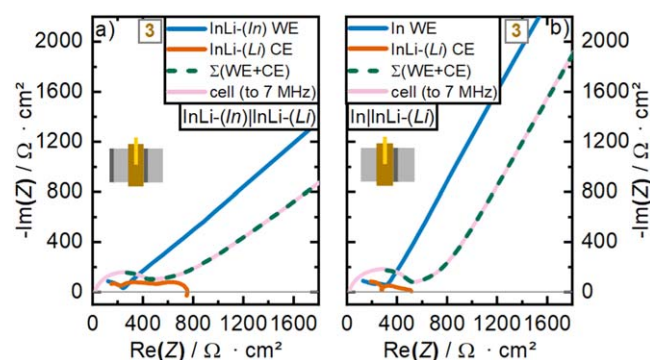 a)
3
InLi-(In) WE
InLi-(Li) CE
Σ(WE+CE)
cell (to 7 MHz)
InLi-(In)|InLi-(Li)
2000
1600
1200
800
400
0
-Im(Z) / Ω · cm²
0 400 800 1200 1600
Re(Z) / Ω · cm²
3
b)
In WE
InLi-(Li) CE
Σ(WE+CE)
cell (to 7 MHz)
In|InLi-(Li)
2000
1600
1200
800
400
0
-Im(Z) / Ω · cm²
0 400 800 1200 1600
Re(Z) / Ω · cm²